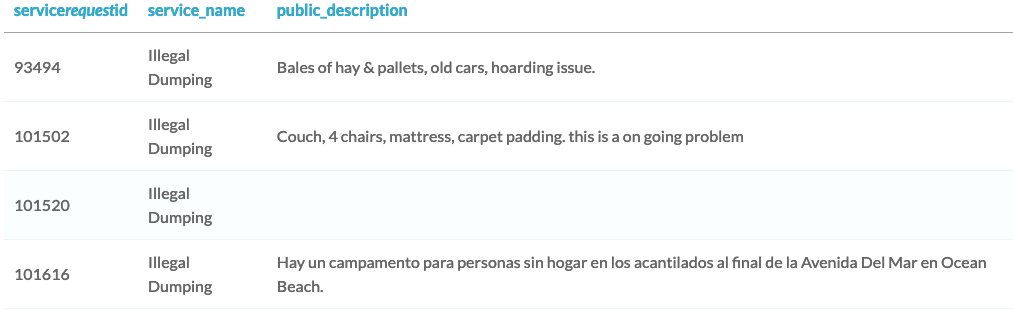 servicerequestid service_name public_description
93494 Illegal Dumping Bales of hay & pallets, old cars, hoarding issue.
101502 Illegal Dumping Couch, 4 chairs, mattress, carpet padding. this is a on going problem
101520 Illegal Dumping
101616 Illegal Dumping Hay un campamento para personas sin hogar en los acantilados al final de la Avenida Del Mar en Ocean
Beach.